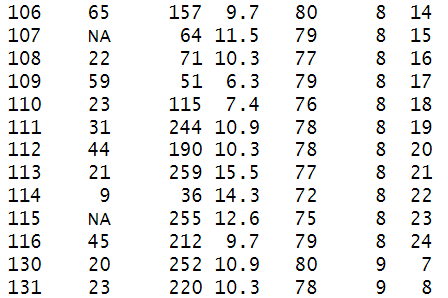 106 65 157 9.7 80 8 14
107 NA 64 11.5 79 8 15
108 22 71 10.3 77 8 16
109 59 51 6.3 79 8 17
110 23 115 7.4 76 8 18
111 31 244 10.9 78 8 19
112 44 190 10.3 78 8 20
113 21 259 15.5 77 8 21
114 9 36 14.3 72 8 22
115 NA 255 12.6 75 8 23
116 45 212 9.7 79 8 24
130 20 252 10.9 80 9 7
131 23 220 10.3 78 9 8